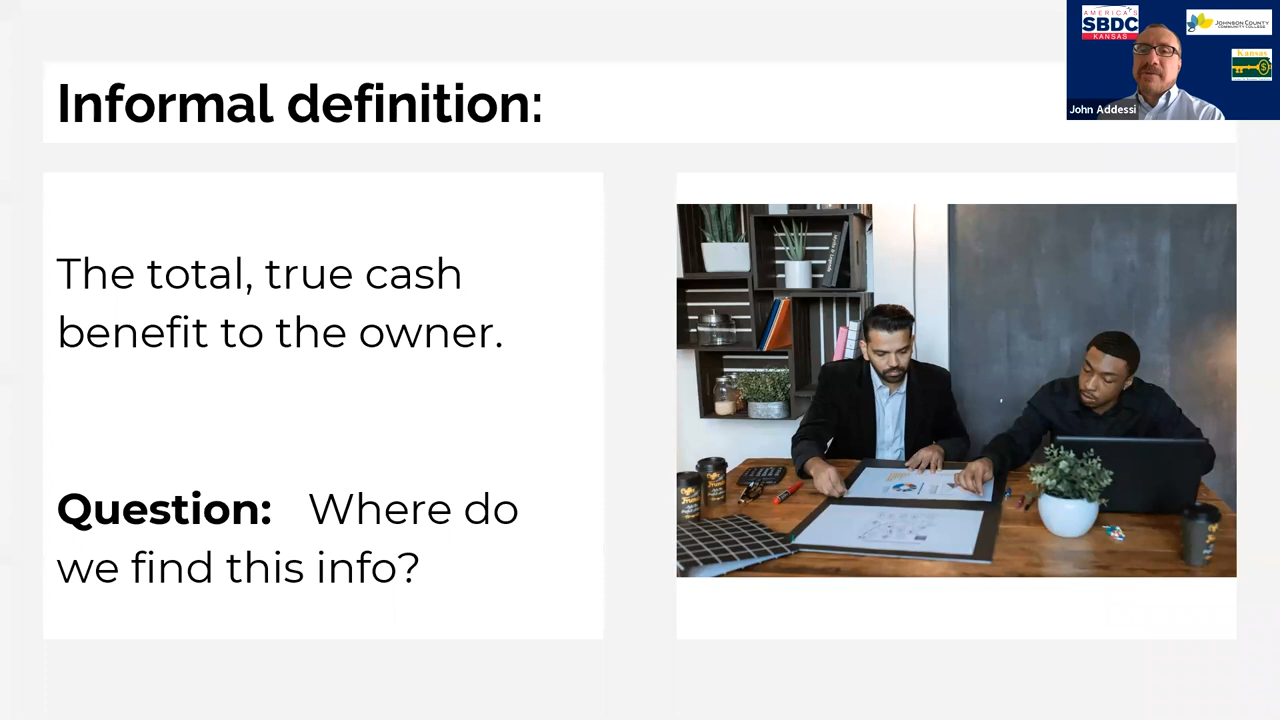 Informal definition:
The total, true cash
benefit to the owner.
Question: Where do
we find this info?
AMERICA'S
SBDC
KANSAS
JOHNSON COUNTY
COMMUNITY COLLEGE
Kansas
John Addessi